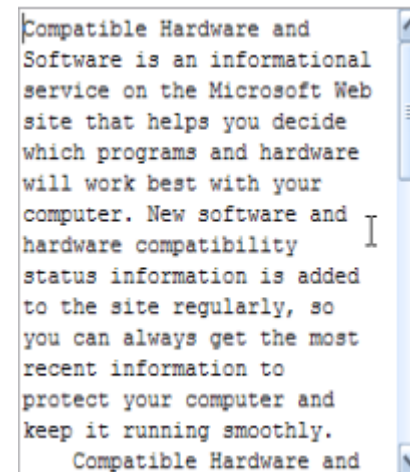 Compatible Hardware and
Software is an informational
service on the Microsoft Web
site that helps you decide
which programs and hardware
will work best with your
computer. New software and
hardware compatibility
status information is added
to the site regularly, so
you can always get the most
recent information to
protect your computer and
keep it running smoothly.
Compatible Hardware and